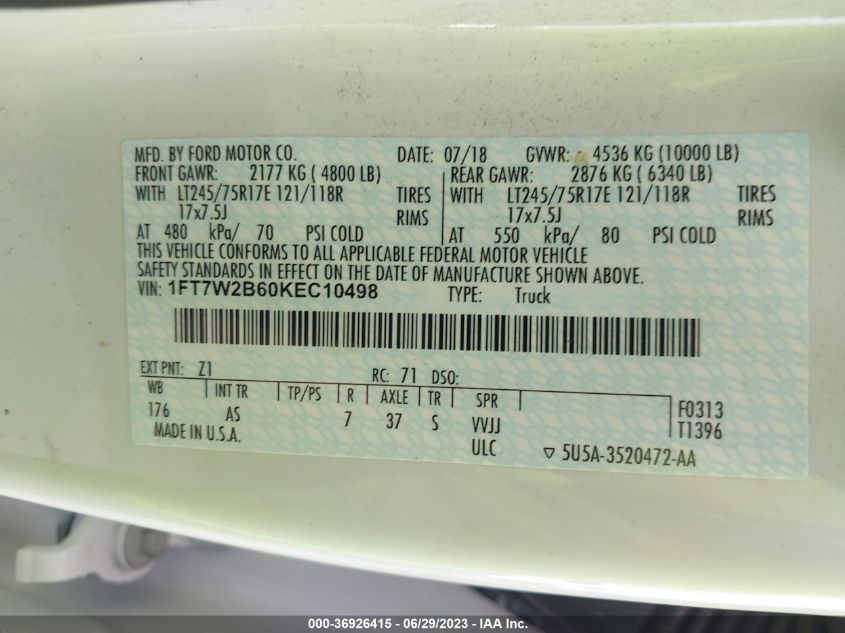 MFD. BY FORD MOTOR CO. DATE: 07/18 GVWR: 4536 KG (10000 LB)
FRONT GAWR: 2177 KG ( 4800 LB) REAR GAWR: 2876 KG ( 6340 LB)
WITH LT245/75R17E 121/118R TIRES WITH LT245/75R17E 121/118R TIRES
17x7.5J RIMS 17x7.5J RIMS
AT 480 kPa/ 70 PSI COLD AT 550 kPa/ 80 PSI COLD
THIS VEHICLE CONFORMS TO ALL APPLICABLE FEDERAL MOTOR VEHICLE
SAFETY STANDARDS IN EFFECT ON THE DATE OF MANUFACTURE SHOWN ABOVE.
VIN: 1FT7W2B60KEC10498 TYPE: Truck
EXT PNT: Z1 RC: 71 DSO:
WB INT TR TP/PS R AXLE TR SPR
176 AS 7 37 S VVJJ F0313
MADE IN U.S.A. ULC T1396
▽ 5U5A-3520472-AA
000-36926415 - 06/29/2023 - IAA Inc.